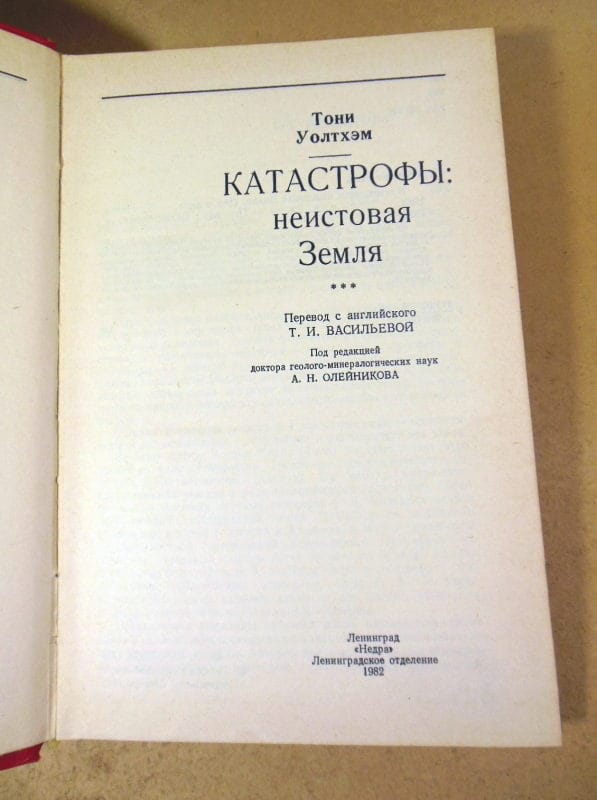 Тони
Уолтхэм
КАТАСТРОФЫ:
неистовая
Земля
***
Перевод с английского
Т. И. ВАСИЛЬЕВОЙ
Под редакцией
доктора геолого-минералогических наук
А. Н. ОЛЕЙНИКОВА
Ленинград
«Недра»
Ленинградское отделение
1982